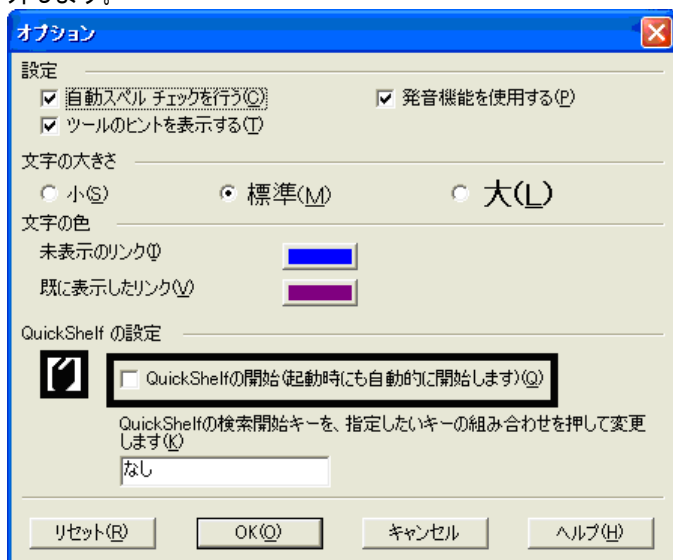 オプション
設定
自動スペル チェックを行う(C) 発音機能を使用する(P)
ツールのヒントを表示する(T)
文字の大きさ
小(S) 標準(M) 大(L)
文字の色
未表示のリンク(I)
既に表示したリンク(V)
QuickShelf の設定
QuickShelfの開始(起動時にも自動的に開始します)(Q)
QuickShelfの検索開始キーを、指定したいキーの組み合わせを押して変更
します(K)
なし
リセット(R) OK(O) キャンセル ヘルプ(H)